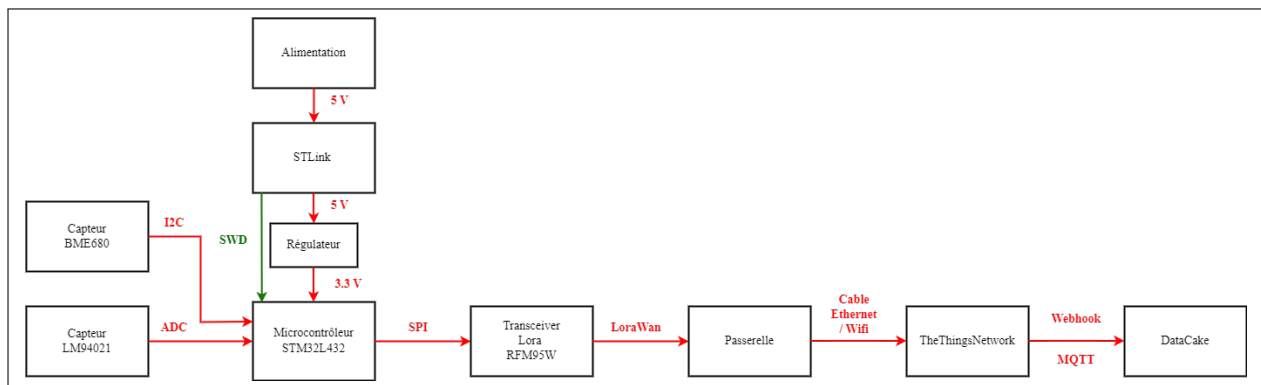 Alimentation
5 V
STLink
5 V
SWD
Régulateur
3.3 V
Capteur
BME680
I2C
Capteur
LM94021
ADC
Microcontrôleur
STM32L432
SPI
Transceiver
Lora
RFM95W
LoraWan
Passerelle
Cable
Ethernet
/ Wifi
TheThingsNetwork
Webhook
MQTT
DataCake